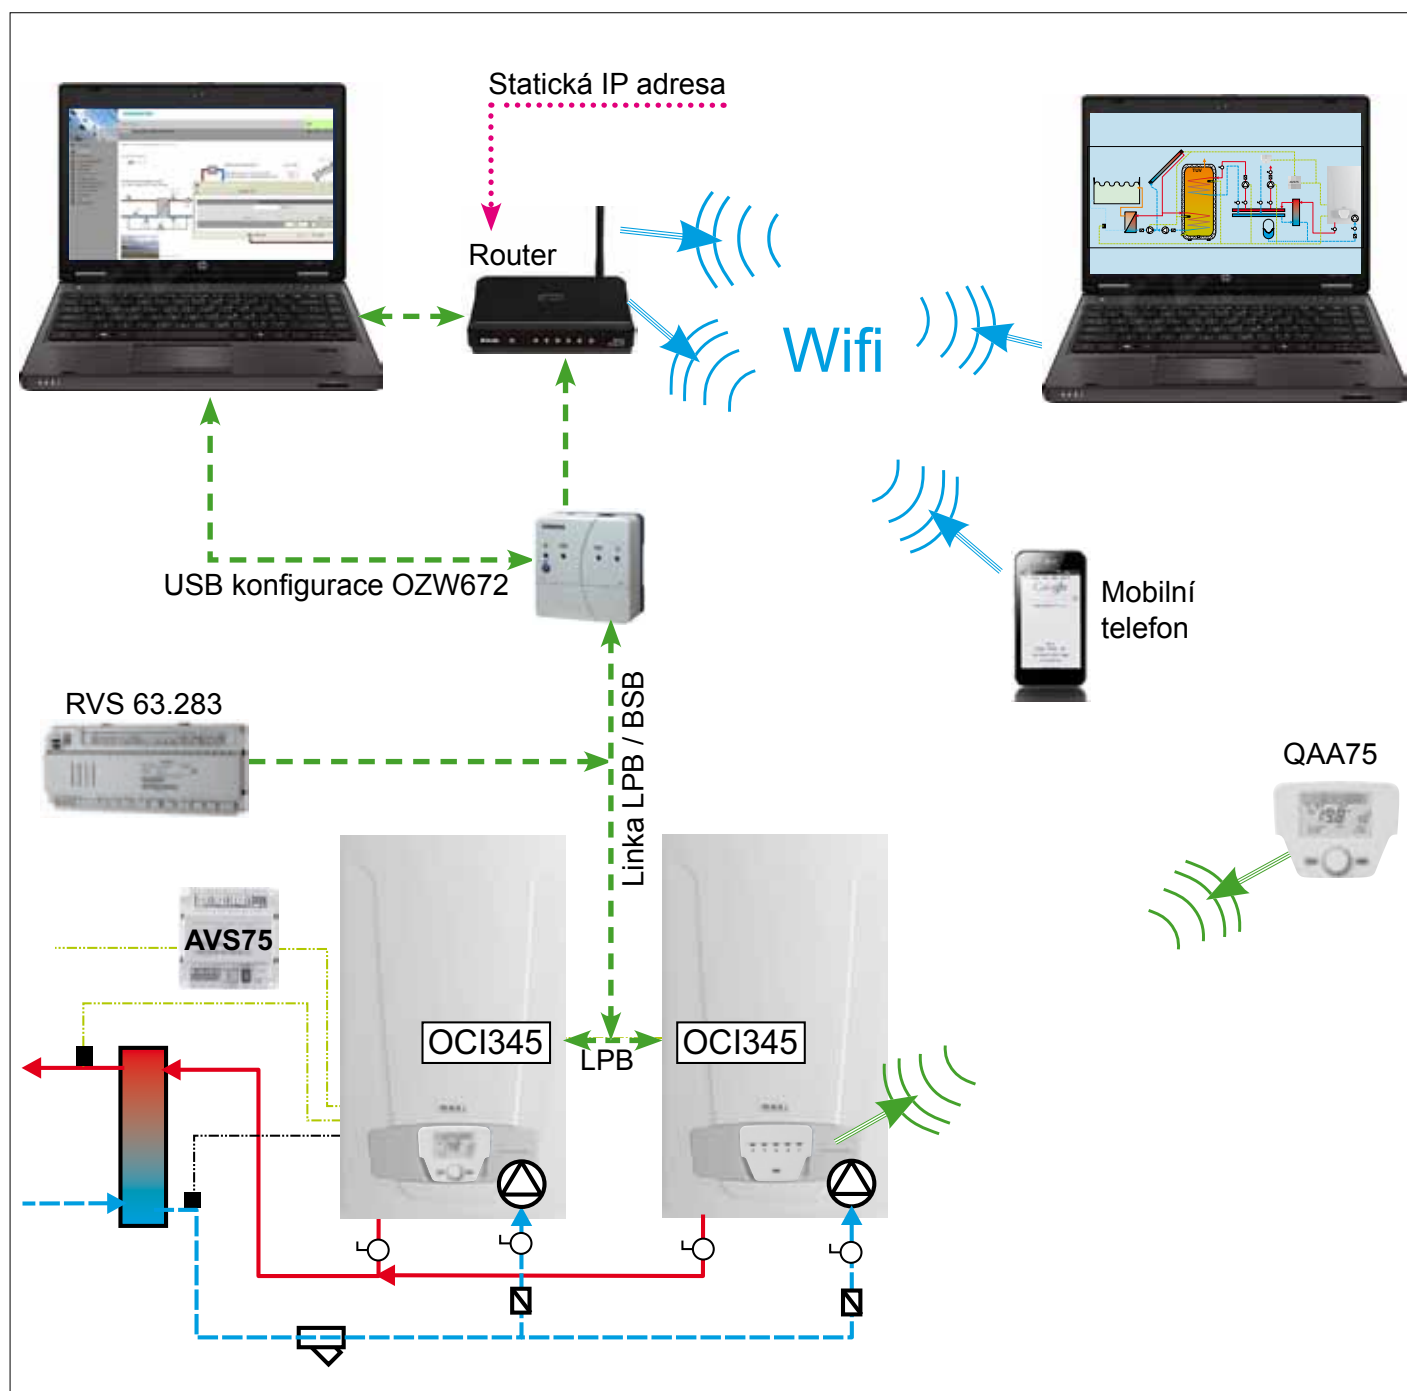 Statická IP adresa
Router
Wifi
USB konfigurace OZW672
Mobilní
telefon
RVS 63.283
Linka LPB / BSB
QAA75
AVS75
OCI345
OCI345
LPB